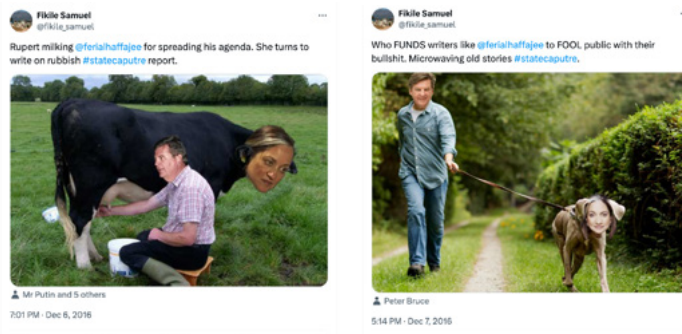 Fikile Samuel
@fikile_samuel
Rupert milking @ferialhaffajee for spreading his agenda. She turns to
write on rubbish #statecaputre report.
Mr Putin and 5 others
7:01 PM · Dec 6, 2016
Fikile Samuel
@fikile_samuel
Who FUNDS writers like @ferialhaffajee to FOOL public with their
bullshit. Microwaving old stories #statecaputre.
Peter Bruce
5:14 PM · Dec 7, 2016